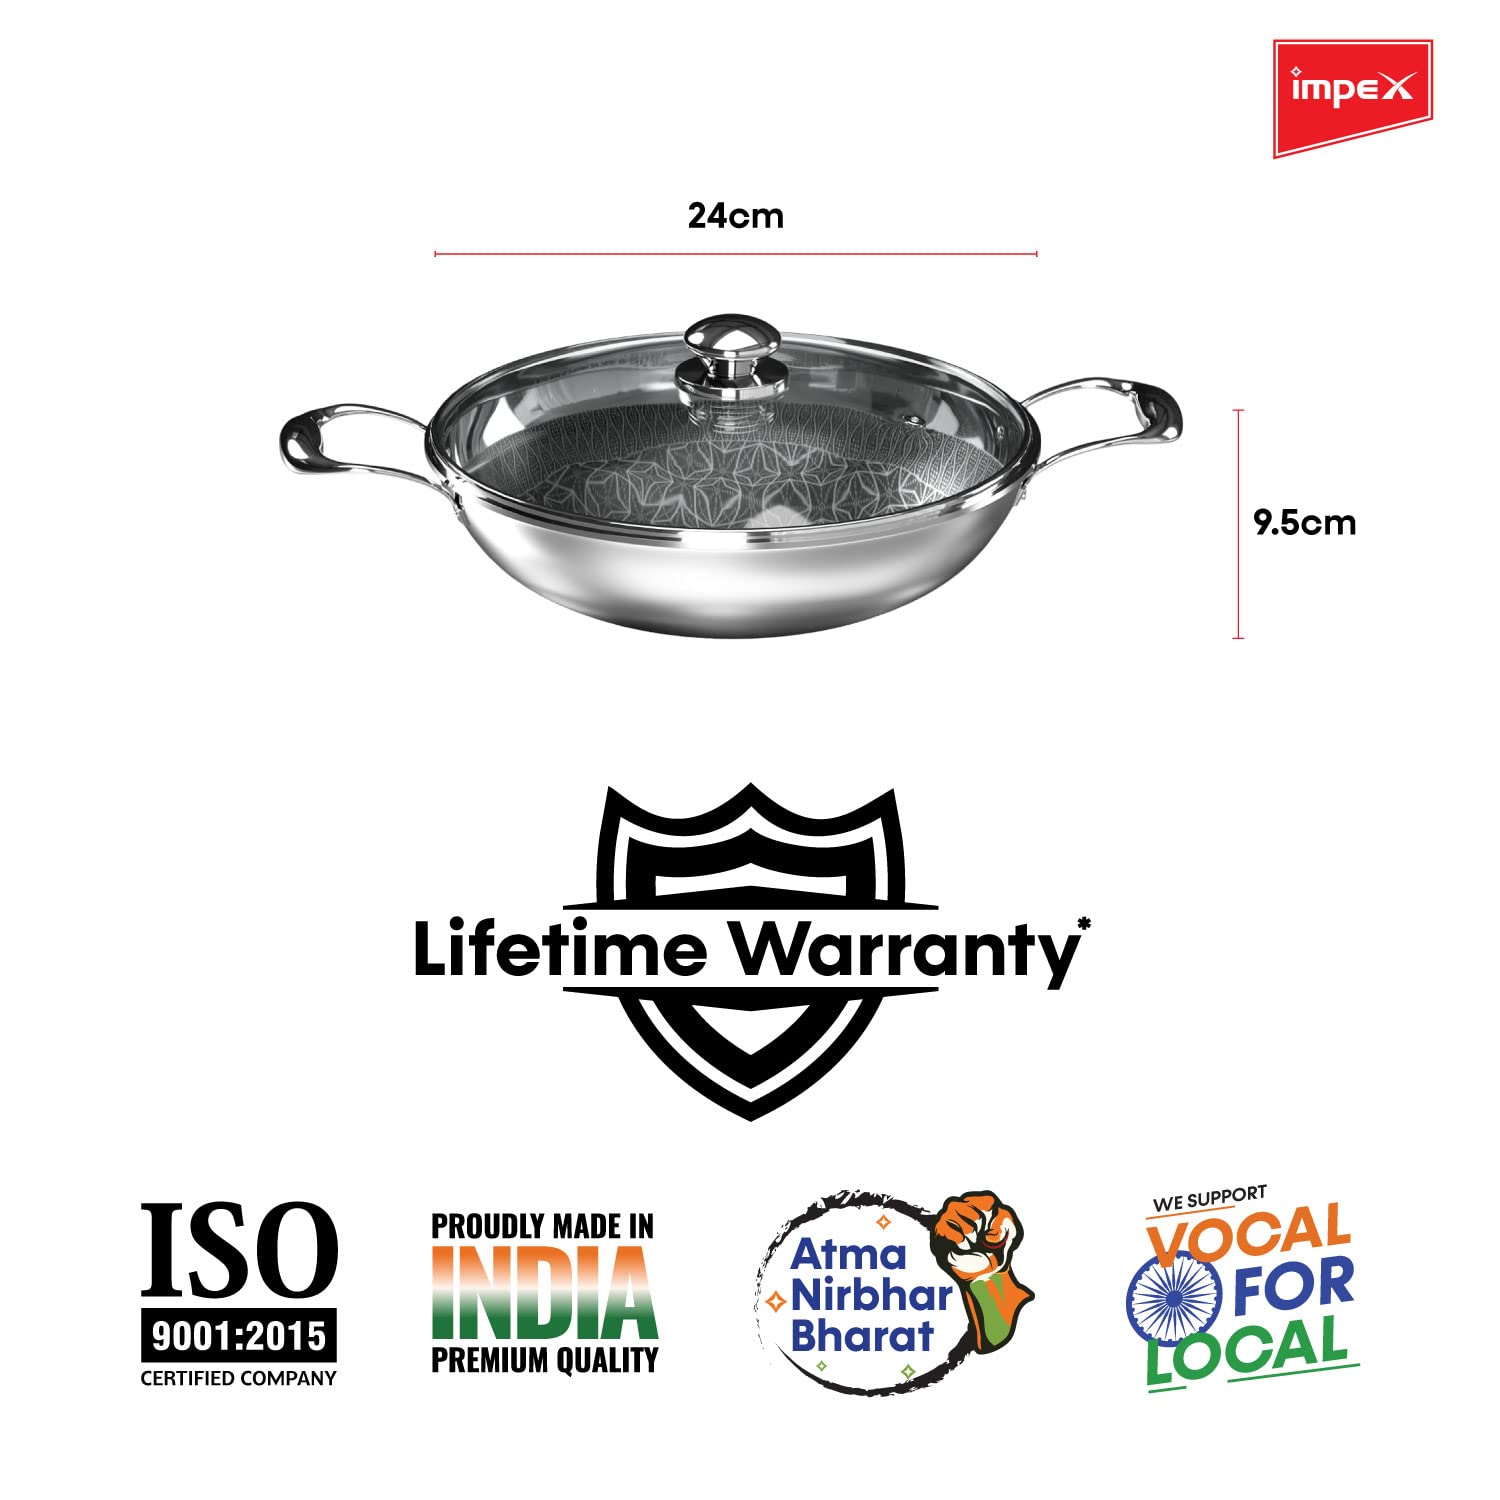 impex
24cm
9.5cm
Lifetime Warranty*
ISO
9001:2015
CERTIFIED COMPANY
PROUDLY MADE IN
INDIA
PREMIUM QUALITY
Atma
Nirbhar
Bharat
WE SUPPORT
VOCAL
FOR
LOCAL